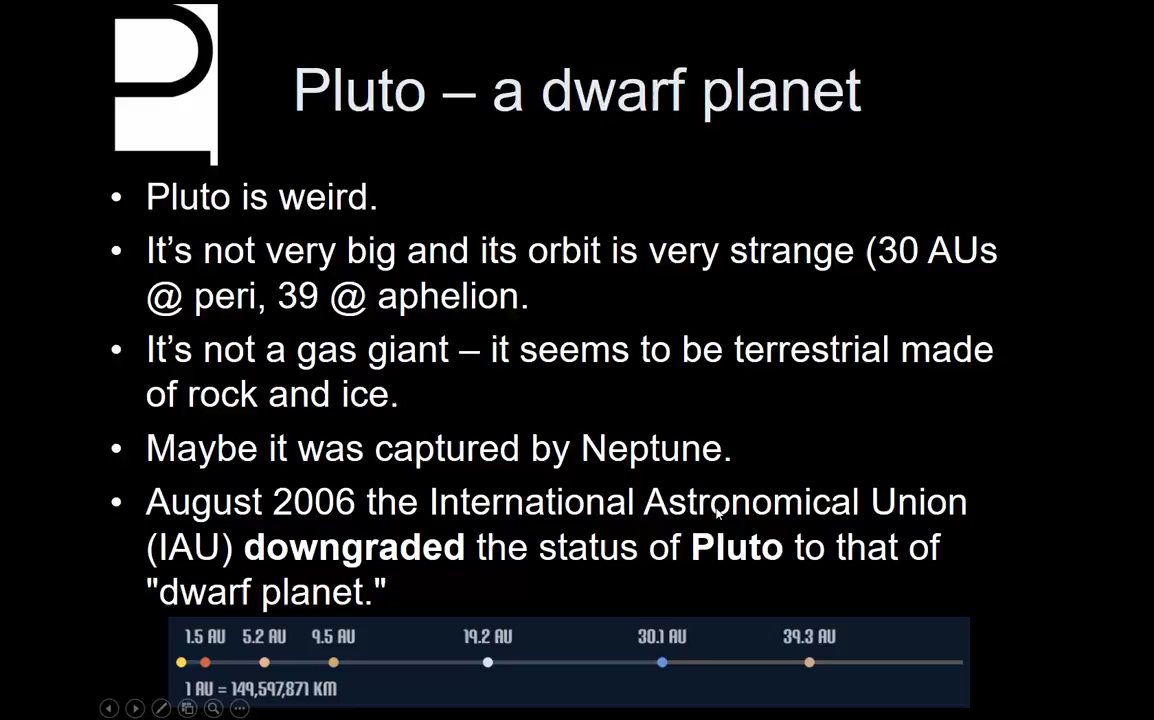 Pluto – a dwarf planet
• Pluto is weird.
• It’s not very big and its orbit is very strange (30 AUs
@ peri, 39 @ aphelion.
• It’s not a gas giant – it seems to be terrestrial made
of rock and ice.
• Maybe it was captured by Neptune.
• August 2006 the International Astronomical Union
(IAU) downgraded the status of Pluto to that of
"dwarf planet."
1.5 AU 5.2 AU 9.5 AU 19.2 AU 30.1 AU 39.3 AU
1 AU = 149,597,871 KM